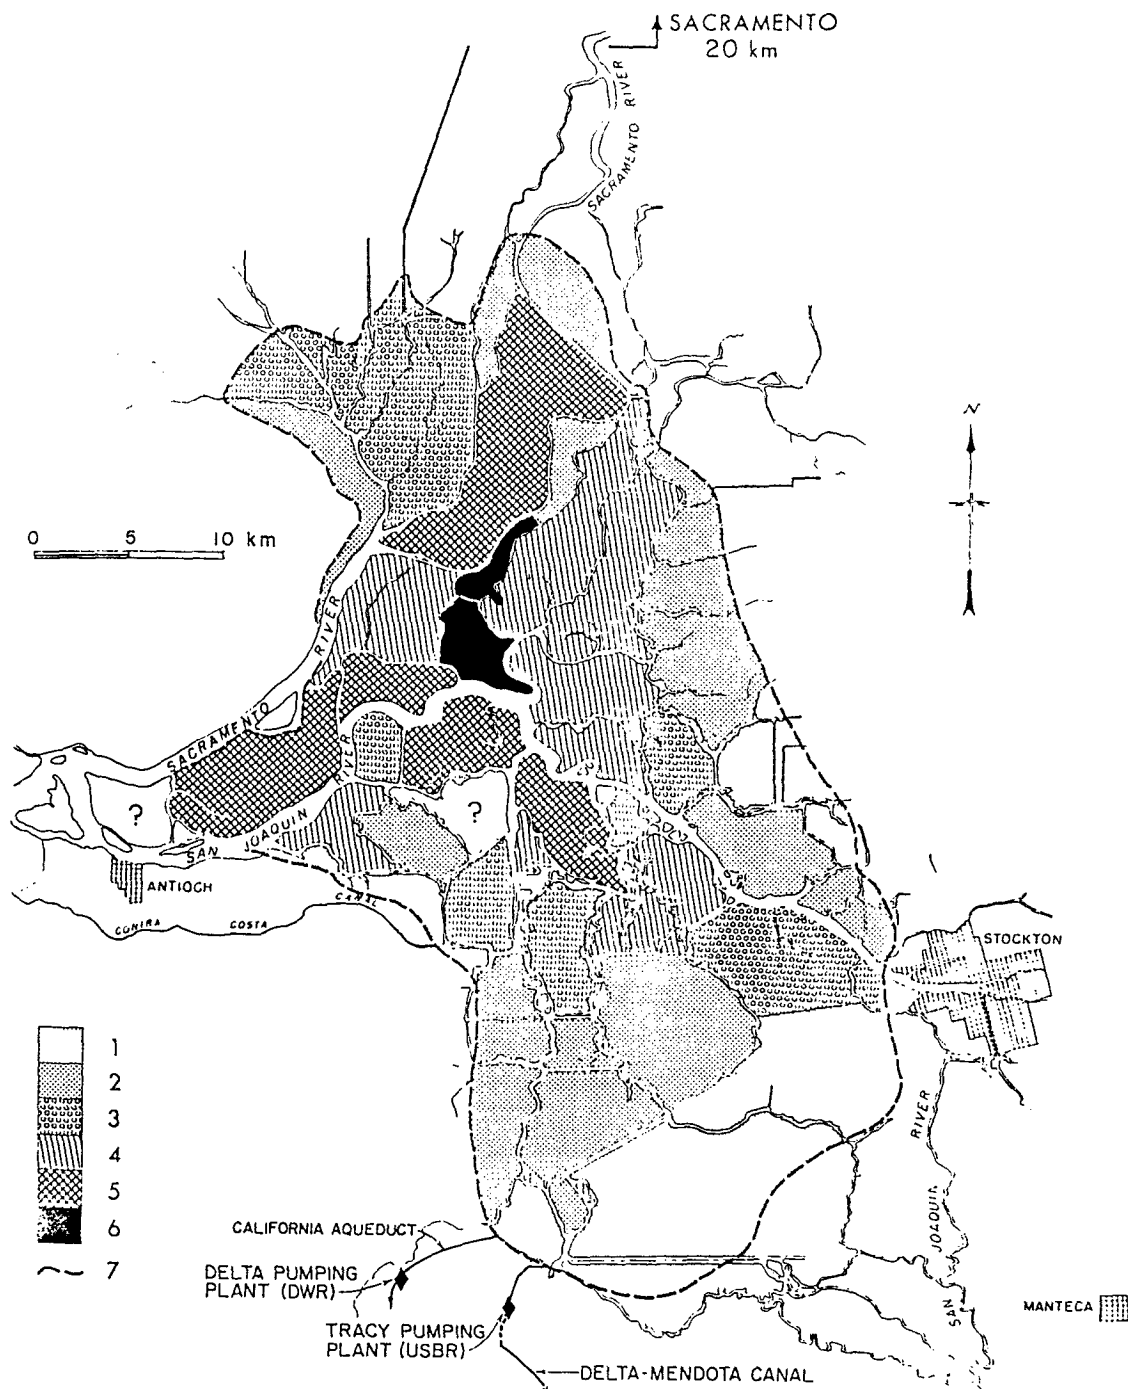 SACRAMENTO
20 km
SACRAMENTO RIVER
N
0 5 10 km
RIVER
SACRAMENTO
RIVER
?
?
SAN JOAQUIN
ANTIOCH
CANAL
CONTRA COSTA
STOCKTON
1
2
3
4
5
6
7
RIVER
JOAQUIN
SAN
CALIFORNIA AQUEDUCT
DELTA PUMPING
PLANT (DWR)
MANTECA
TRACY PUMPING
PLANT (USBR)
DELTA-MENDOTA CANAL